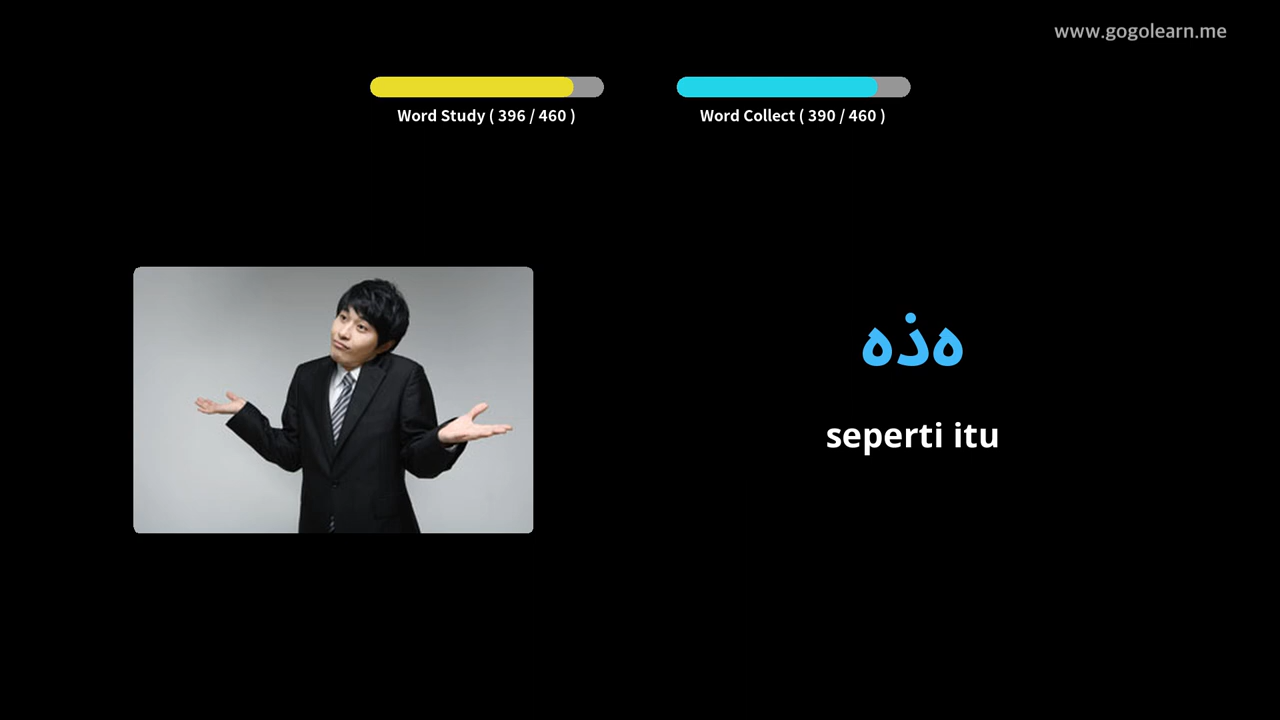 www.gogolearn.me
Word Study ( 396 / 460 )
Word Collect ( 390 / 460 )
هذه
seperti itu